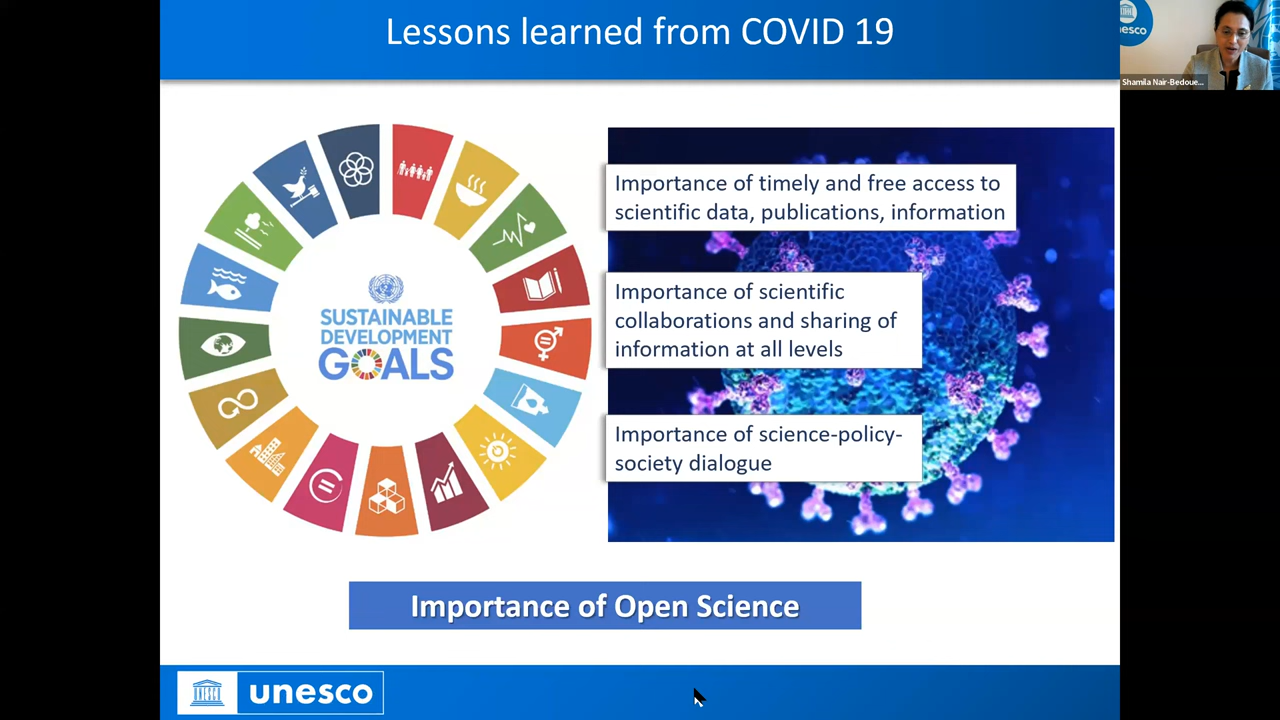 Lessons learned from COVID 19
nesco
Shamila Nair-Bedoue...
Importance of timely and free access to
scientific data, publications, information
Importance of scientific
collaborations and sharing of
information at all levels
Importance of science-policy-
society dialogue
SUSTAINABLE
DEVELOPMENT
GOALS
Importance of Open Science
unesco